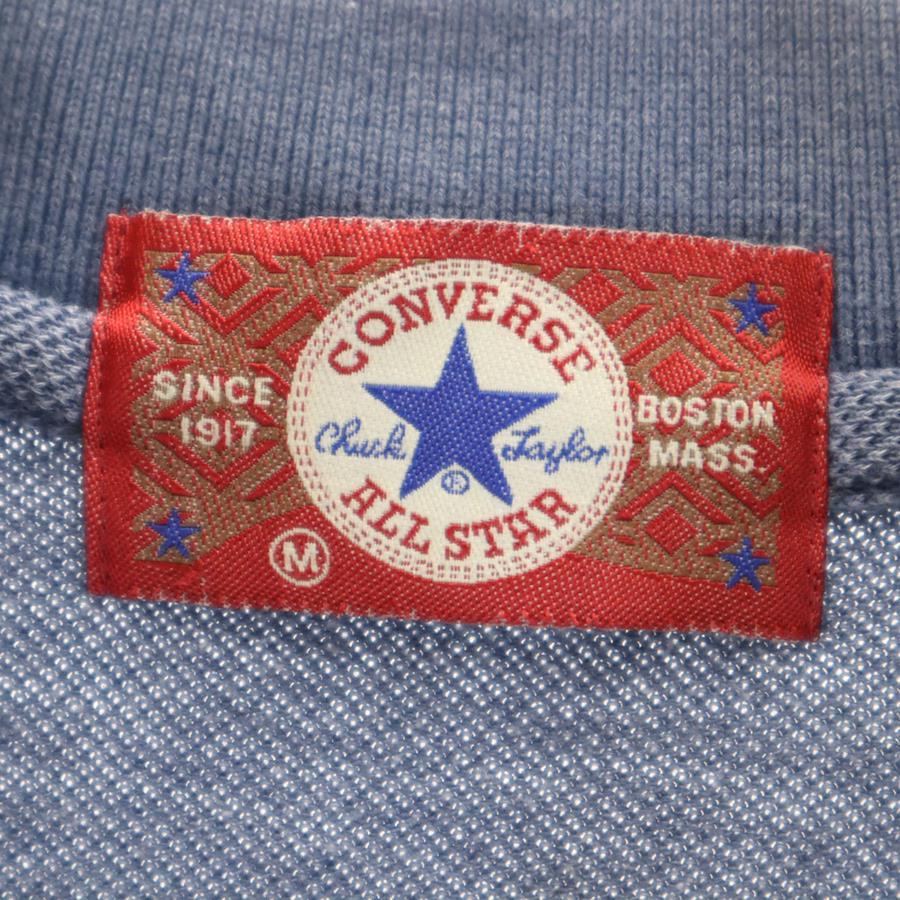 CONVERSE
SINCE
1917
Chuck Taylor
®
BOSTON
MASS.
ALL STAR
M